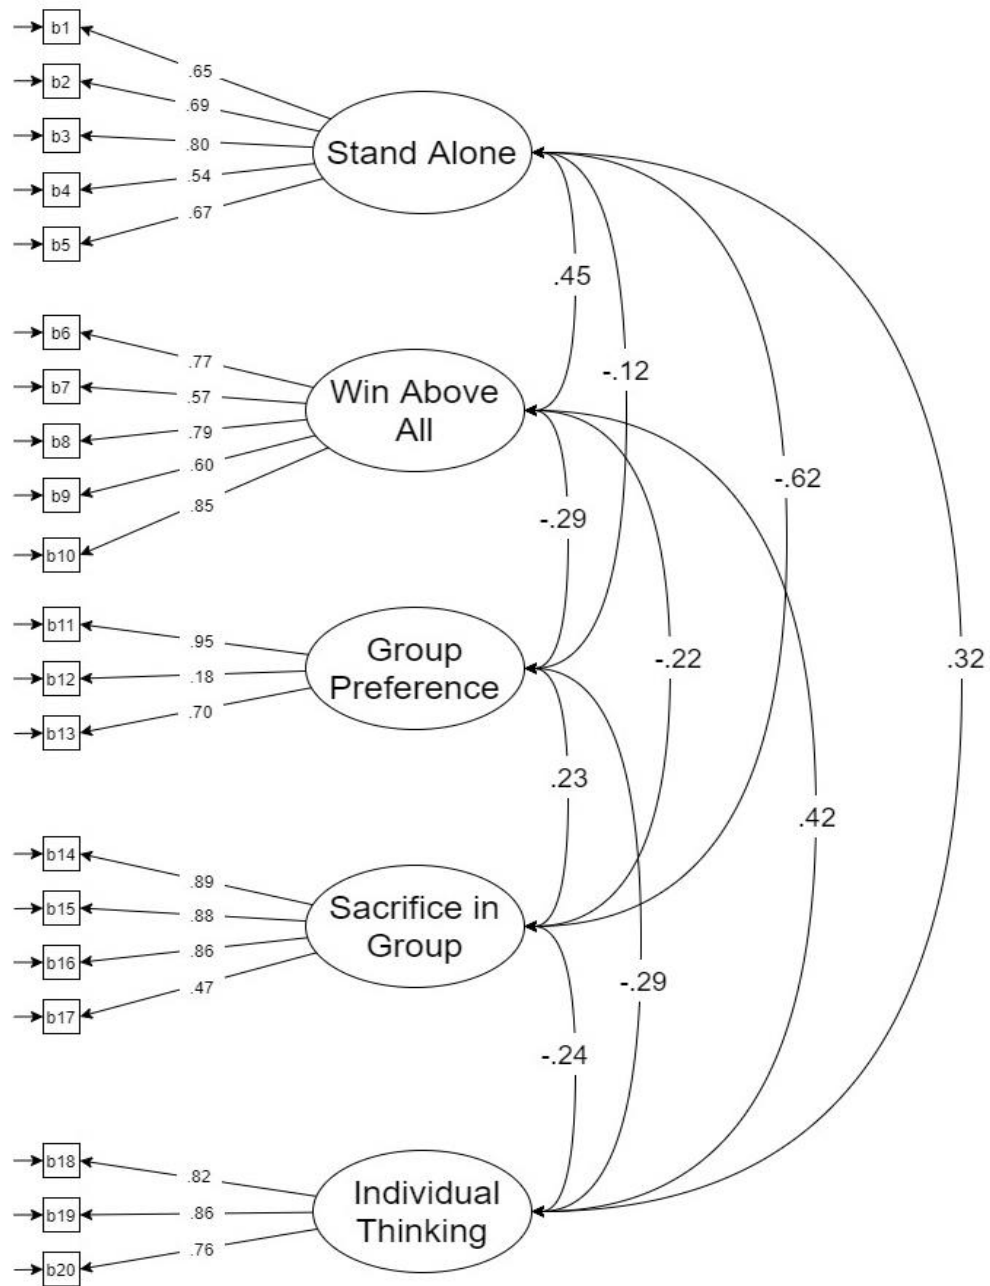 b1
.65
b2
.69
b3
.80
b4
.54
b5
.67
Stand Alone
.45
-.12
-.62
.32
b6
.77
b7
.57
b8
.79
b9
.60
b10
.85
Win Above
All
-.29
-.22
.42
b11
.95
b12
.18
b13
.70
Group
Preference
.23
-.29
b14
.89
b15
.88
b16
.86
b17
.47
Sacrifice in
Group
-.24
b18
.82
b19
.86
b20
.76
Individual
Thinking